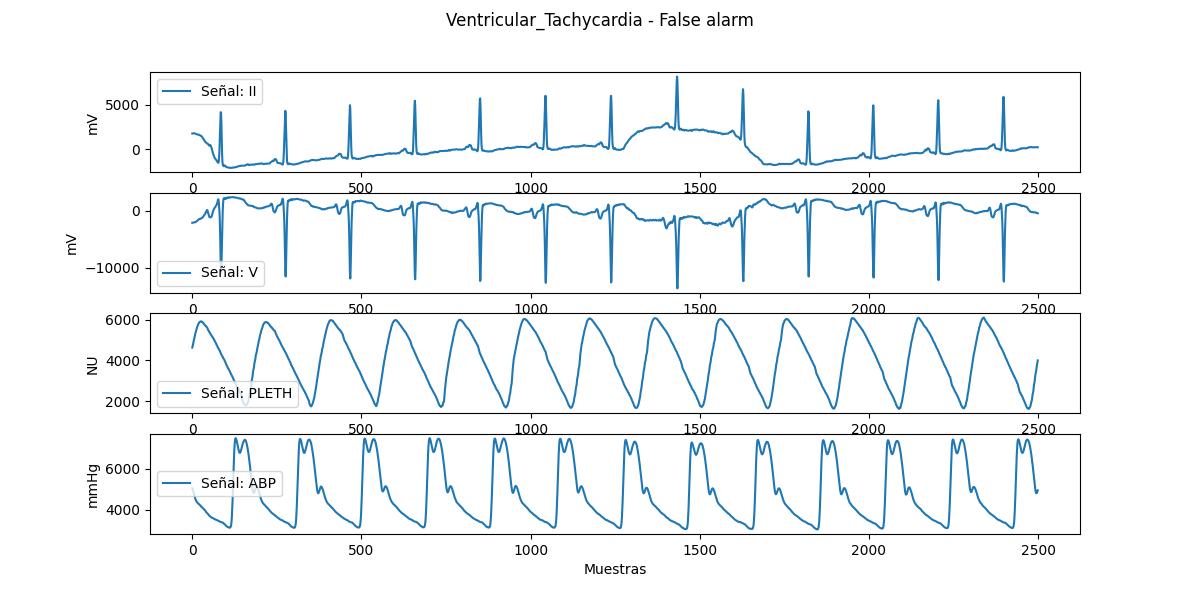 Ventricular_Tachycardia - False alarm
Señal: II
5000
0
mV
0 500 1000 1500 2000 2500
0
−10000
mV
Señal: V
0 500 1000 1500 2000 2500
6000
4000
2000
NU
Señal: PLETH
0 500 1000 1500 2000 2500
6000
4000
mmHg
Señal: ABP
0 500 1000 1500 2000 2500
Muestras